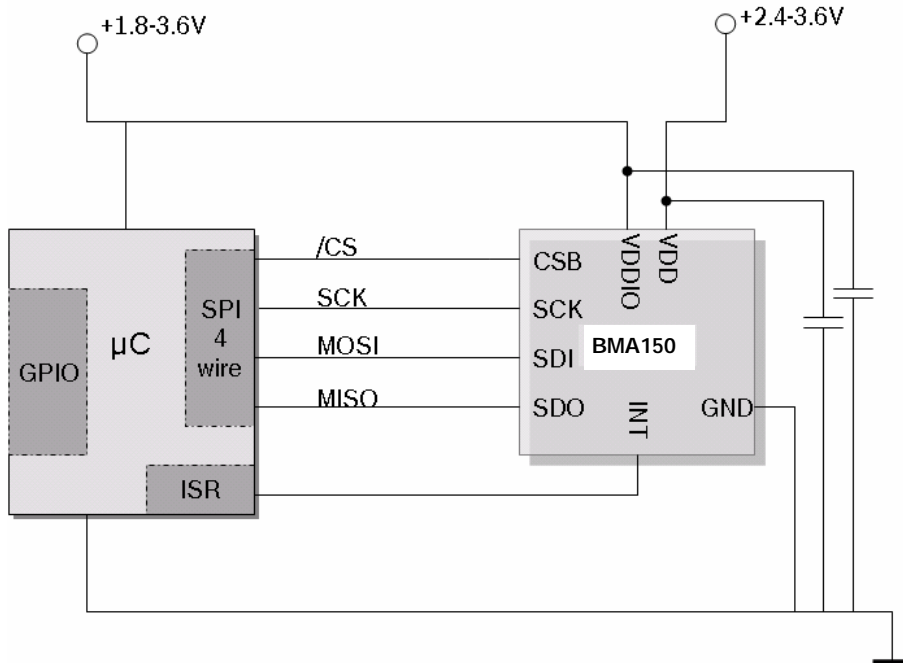 +1.8-3.6V
+2.4-3.6V
/CS
SCK
MOSI
MISO
SPI
4
wire
µC
GPIO
ISR
CSB
SCK
SDI
SDO
VDDIO
VDD
BMA150
INT
GND